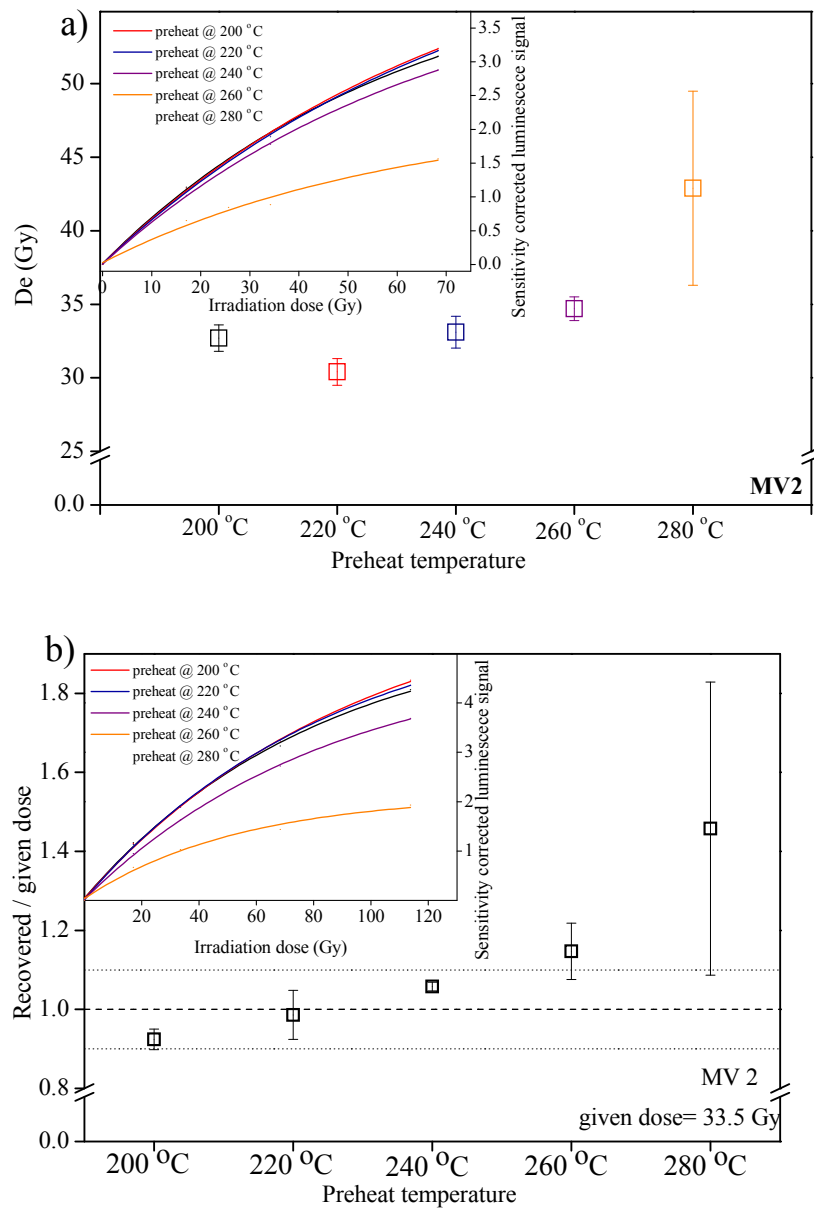 a)
preheat @ 200 °C
preheat @ 220 °C
preheat @ 240 °C
preheat @ 260 °C
preheat @ 280 °C
3.5
3.0
2.5
2.0
1.5
1.0
0.5
0.0
Sensitivity corrected luminescece signal
0 10 20 30 40 50 60 70
Irradiation dose (Gy)
50
45
40
35
30
25
0.0
De (Gy)
MV2
200 °C 220 °C 240 °C 260 °C 280 °C
Preheat temperature
b)
preheat @ 200 °C
preheat @ 220 °C
preheat @ 240 °C
preheat @ 260 °C
preheat @ 280 °C
4
3
2
1
Sensitivity corrected luminescece signal
20 40 60 80 100 120
Irradiation dose (Gy)
1.8
1.6
1.4
1.2
1.0
0.8
0.0
Recovered / given dose
MV 2
given dose= 33.5 Gy
200 °C 220 °C 240 °C 260 °C 280 °C
Preheat temperature